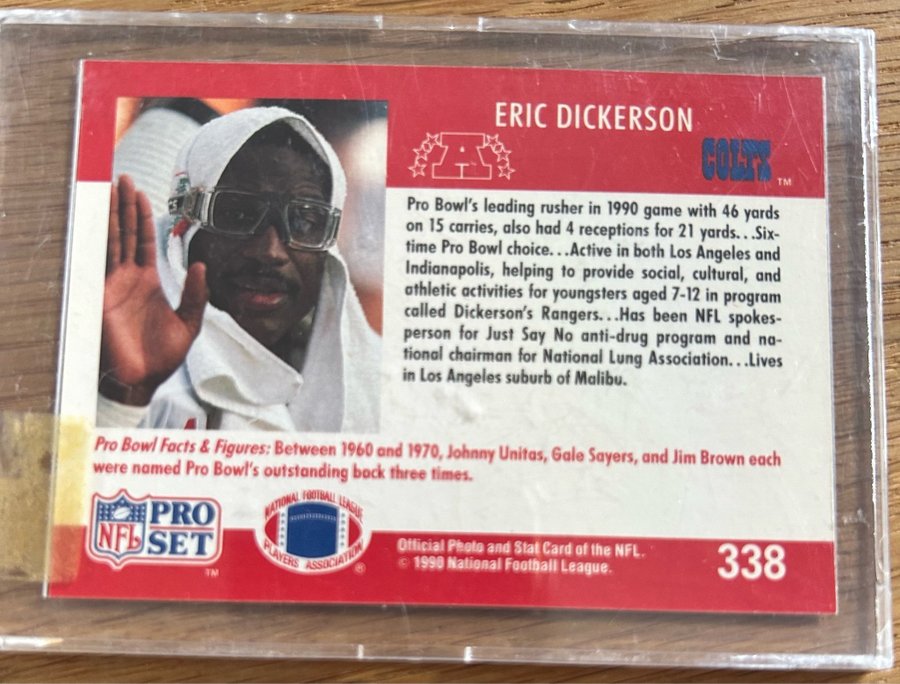 ERIC DICKERSON
A
COLTS
TM
Pro Bowl's leading rusher in 1990 game with 46 yards
on 15 carries, also had 4 receptions for 21 yards...Six-
time Pro Bowl choice...Active in both Los Angeles and
Indianapolis, helping to provide social, cultural, and
athletic activities for youngsters aged 7-12 in program
called Dickerson's Rangers...Has been NFL spokes-
person for Just Say No anti-drug program and na-
tional chairman for National Lung Association...Lives
in Los Angeles suburb of Malibu.
Pro Bowl Facts & Figures: Between 1960 and 1970, Johnny Unitas, Gale Sayers, and Jim Brown each
were named Pro Bowl's outstanding back three times.
NFL
PRO
SET
TM
NATIONAL FOOTBALL LEAGUE
PLAYERS ASSOCIATION
®
Official Photo and Stat Card of the NFL.
© 1990 National Football League.
338